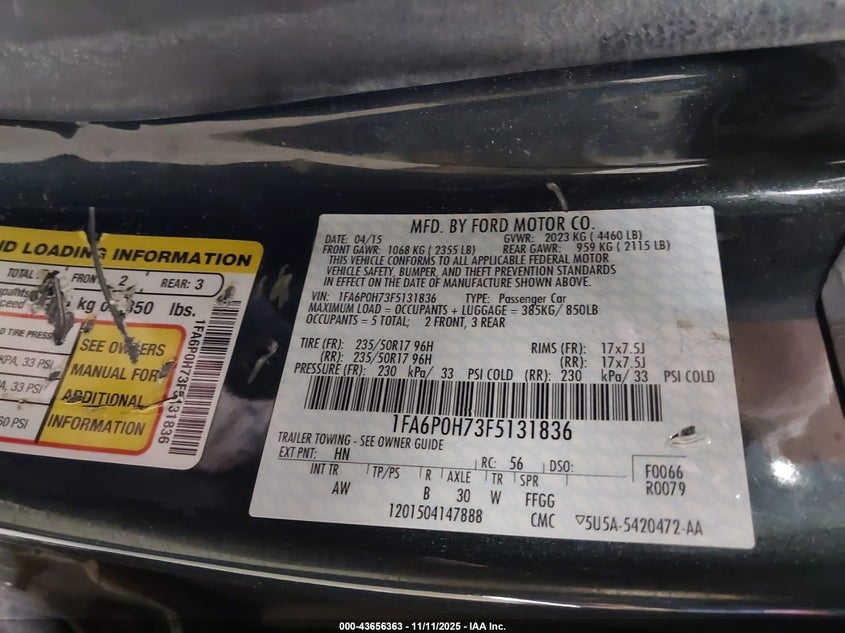 ND LOADING INFORMATION
TOTAL FRONT 2 REAR: 3
kg or 850 lbs.
D TIRE PRESS
KPA, 33 PSI
KPA, 33 PSI
60 PSI
SEE OWNERS
MANUAL FOR
ADDITIONAL
INFORMATION
1FA6P0H73F5131836
MFD. BY FORD MOTOR CO.
DATE: 04/15 GVWR: 2023 KG ( 4460 LB)
FRONT GAWR: 1068 KG ( 2355 LB) REAR GAWR: 959 KG ( 2115 LB)
THIS VEHICLE CONFORMS TO ALL APPLICABLE FEDERAL MOTOR
VEHICLE SAFETY, BUMPER, AND THEFT PREVENTION STANDARDS
IN EFFECT ON THE DATE OF MANUFACTURE SHOWN ABOVE.
VIN: 1FA6P0H73F5131836 TYPE: Passenger Car
MAXIMUM LOAD = OCCUPANTS + LUGGAGE = 385KG/ 850LB
OCCUPANTS = 5 TOTAL; 2 FRONT, 3 REAR
TIRE (FR): 235/50R17 96H RIMS (FR): 17x7.5J
(RR): 235/50R17 96H (RR): 17x7.5J
PRESSURE (FR): 230 kPa/ 33 PSI COLD (RR): 230 kPa/ 33 PSI COLD
1FA6P0H73F5131836
TRAILER TOWING - SEE OWNER GUIDE
EXT PNT: HN RC: 56 DSO: F0066
R0079
INT TR TP/PS R AXLE TR SPR
AW B 30 W FFGG
1201504147888 CMC ▽5U5A-5420472-AA
000-43656363 - 11/11/2025 - IAA Inc.